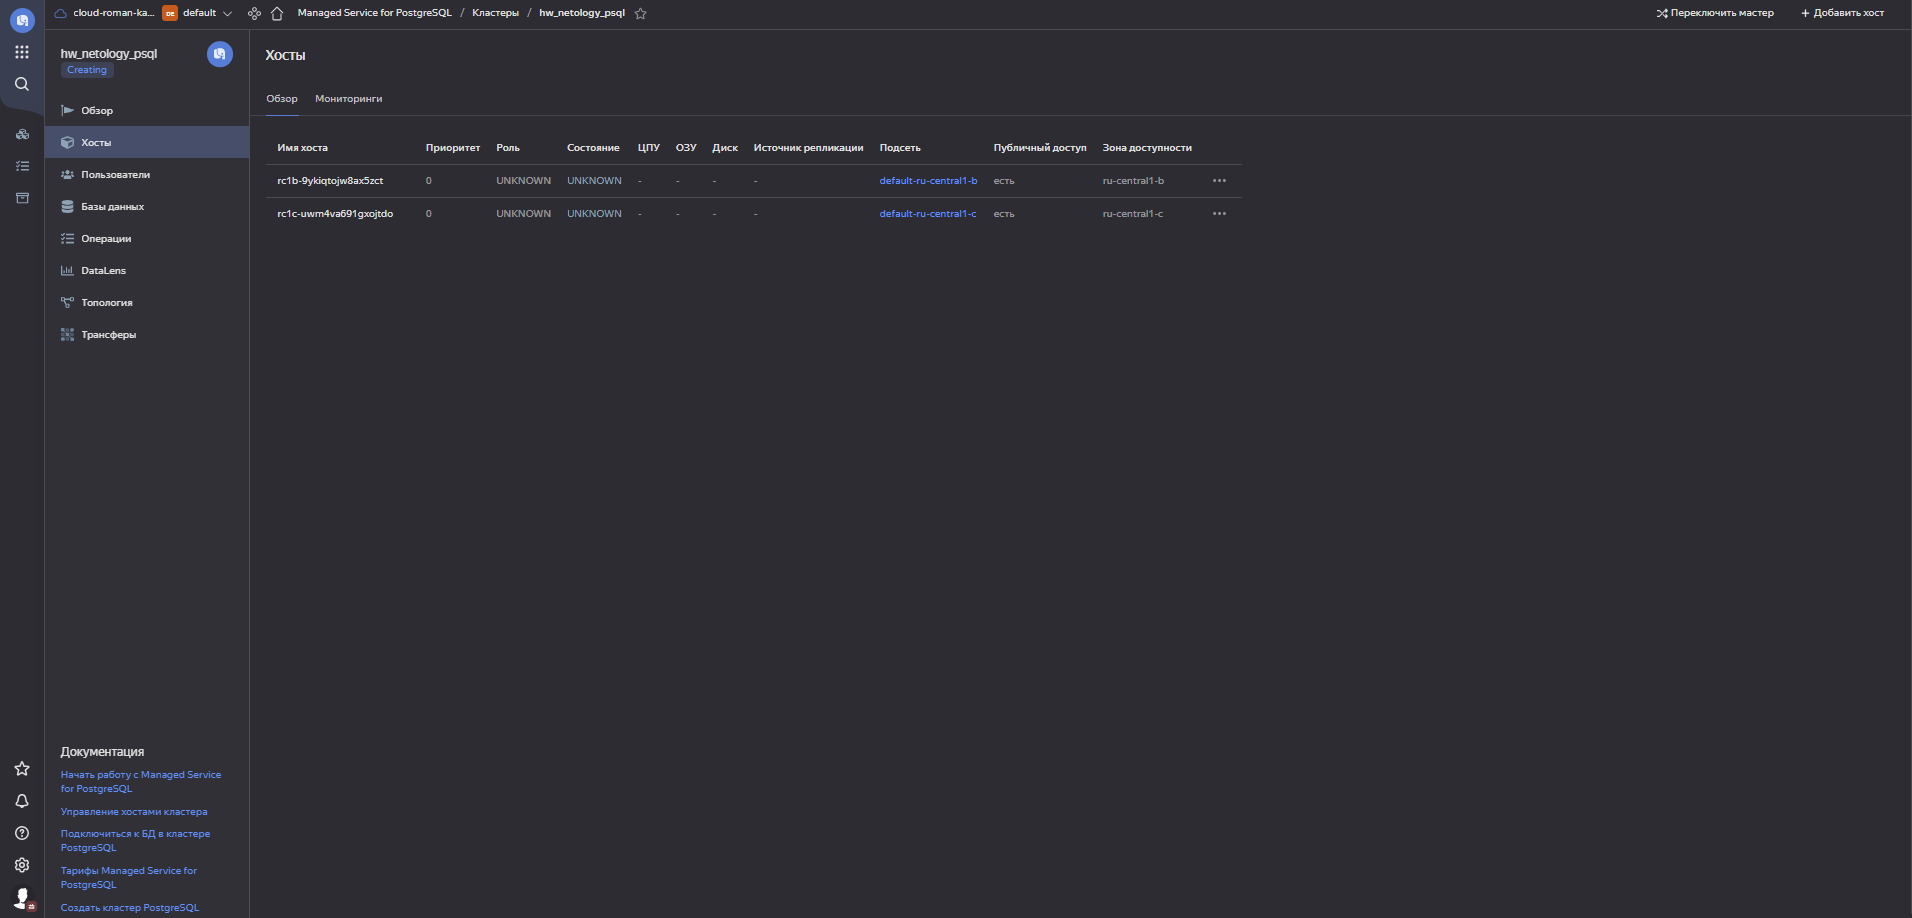 cloud-roman-ka... DE default Managed Service for PostgreSQL / Кластеры / hw_netology_psql Переключить мастер + Добавить хост
hw_netology_psql
Creating
Обзор
Хосты
Пользователи
Базы данных
Операции
DataLens
Топология
Трансферы
Хосты
Обзор Мониторинги
Имя хоста Приоритет Роль Состояние ЦПУ ОЗУ Диск Источник репликации Подсеть Публичный доступ Зона доступности
rc1b-9ykiqtojw8ax5zct 0 UNKNOWN UNKNOWN - - - - default-ru-central1-b есть ru-central1-b
rc1c-uwm4va691gxojtdo 0 UNKNOWN UNKNOWN - - - - default-ru-central1-c есть ru-central1-c
Документация
Начать работу с Managed Service
for PostgreSQL
Управление хостами кластера
Подключиться к БД в кластере
PostgreSQL
Тарифы Managed Service for
PostgreSQL
Создать кластер PostgreSQL